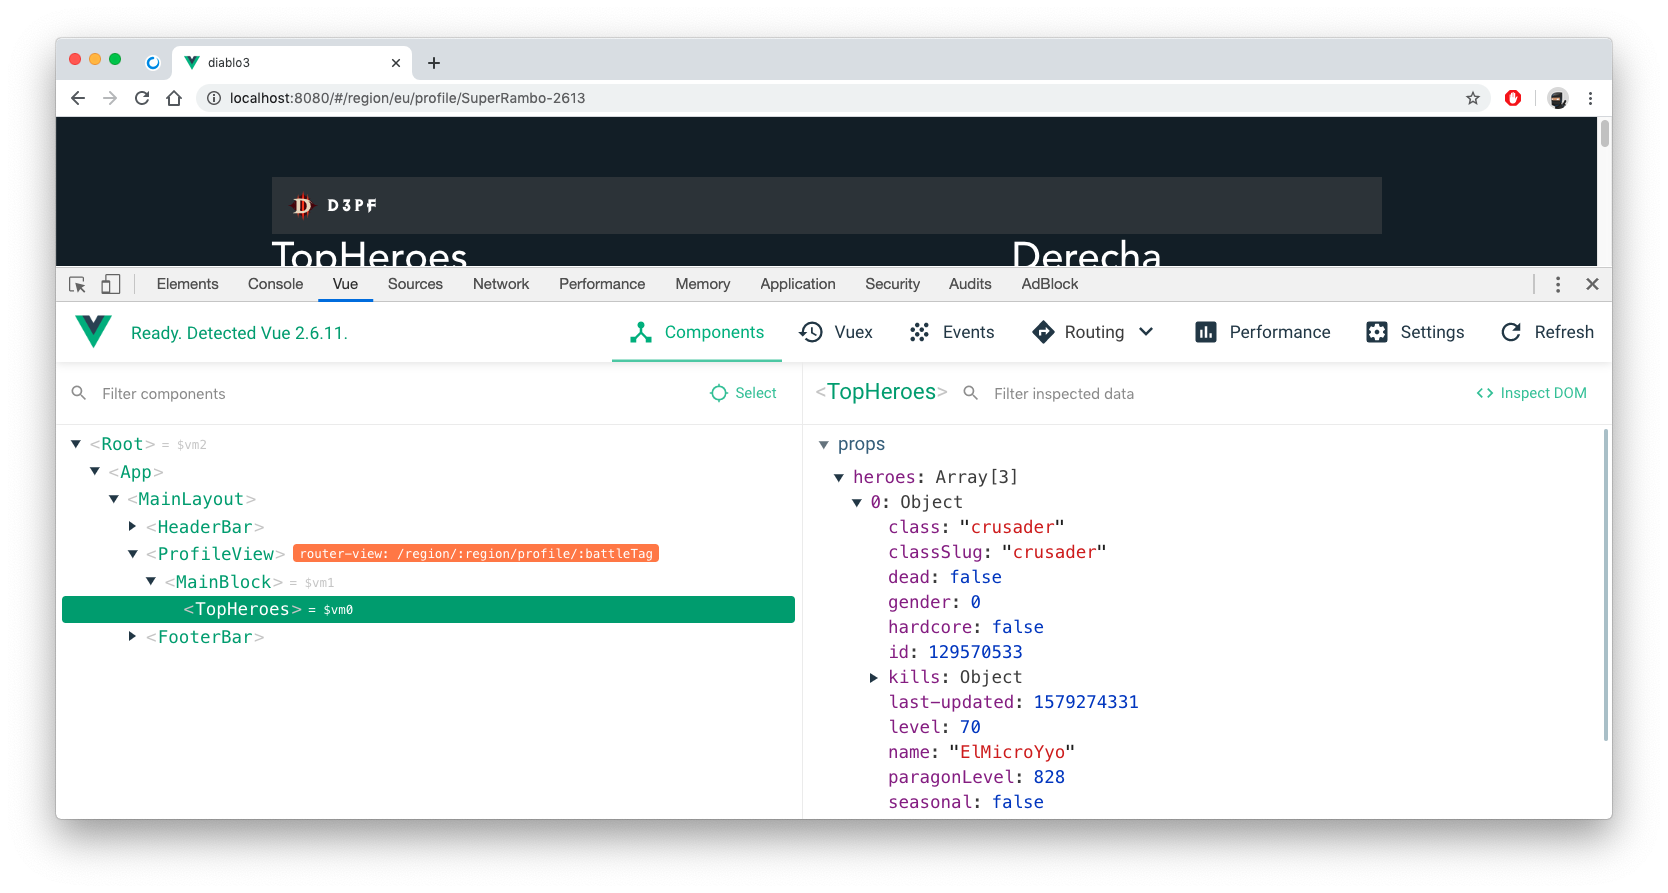 diablo3
localhost:8080/#/region/eu/profile/SuperRambo-2613
D3PF
TopHeroes Derecha
Elements Console Vue Sources Network Performance Memory Application Security Audits AdBlock
Ready. Detected Vue 2.6.11. Components Vuex Events Routing Performance Settings Refresh
Filter components Select <TopHeroes> Filter inspected data <> Inspect DOM
<Root> = $vm2
<App>
<MainLayout>
<HeaderBar>
<ProfileView> router-view: /region/:region/profile/:battleTag
<MainBlock> = $vm1
<TopHeroes> = $vm0
<FooterBar>
props
heroes: Array[3]
0: Object
class: "crusader"
classSlug: "crusader"
dead: false
gender: 0
hardcore: false
id: 129570533
kills: Object
last-updated: 1579274331
level: 70
name: "ElMicroYyo"
paragonLevel: 828
seasonal: false